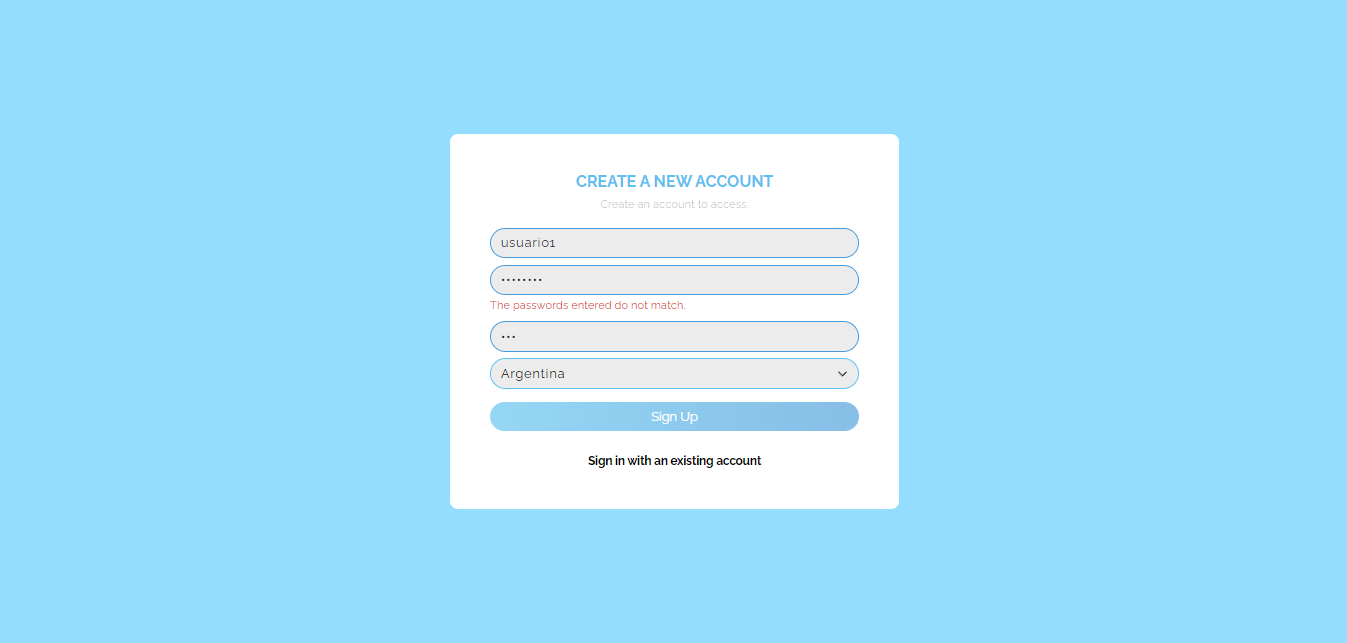 CREATE A NEW ACCOUNT
Create an account to access.
usuario1
••••••••
The passwords entered do not match.
•••
Argentina
Sign Up
Sign in with an existing account